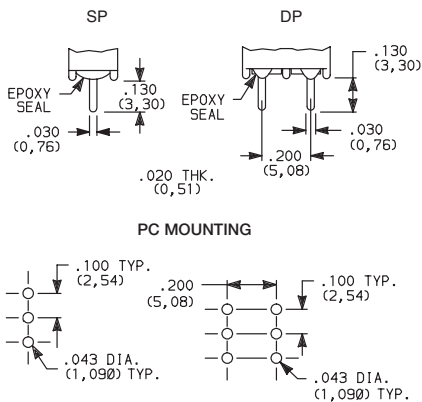 SP
DP
EPOXY
SEAL
.130
(3,30)
.030
(0,76)
EPOXY
SEAL
.130
(3,30)
.030
(0,76)
.200
(5,08)
.020 THK.
(0,51)
PC MOUNTING
.100 TYP.
(2,54)
.043 DIA.
(1,090) TYP.
.200
(5,08)
.100 TYP.
(2,54)
.043 DIA.
(1,090) TYP.